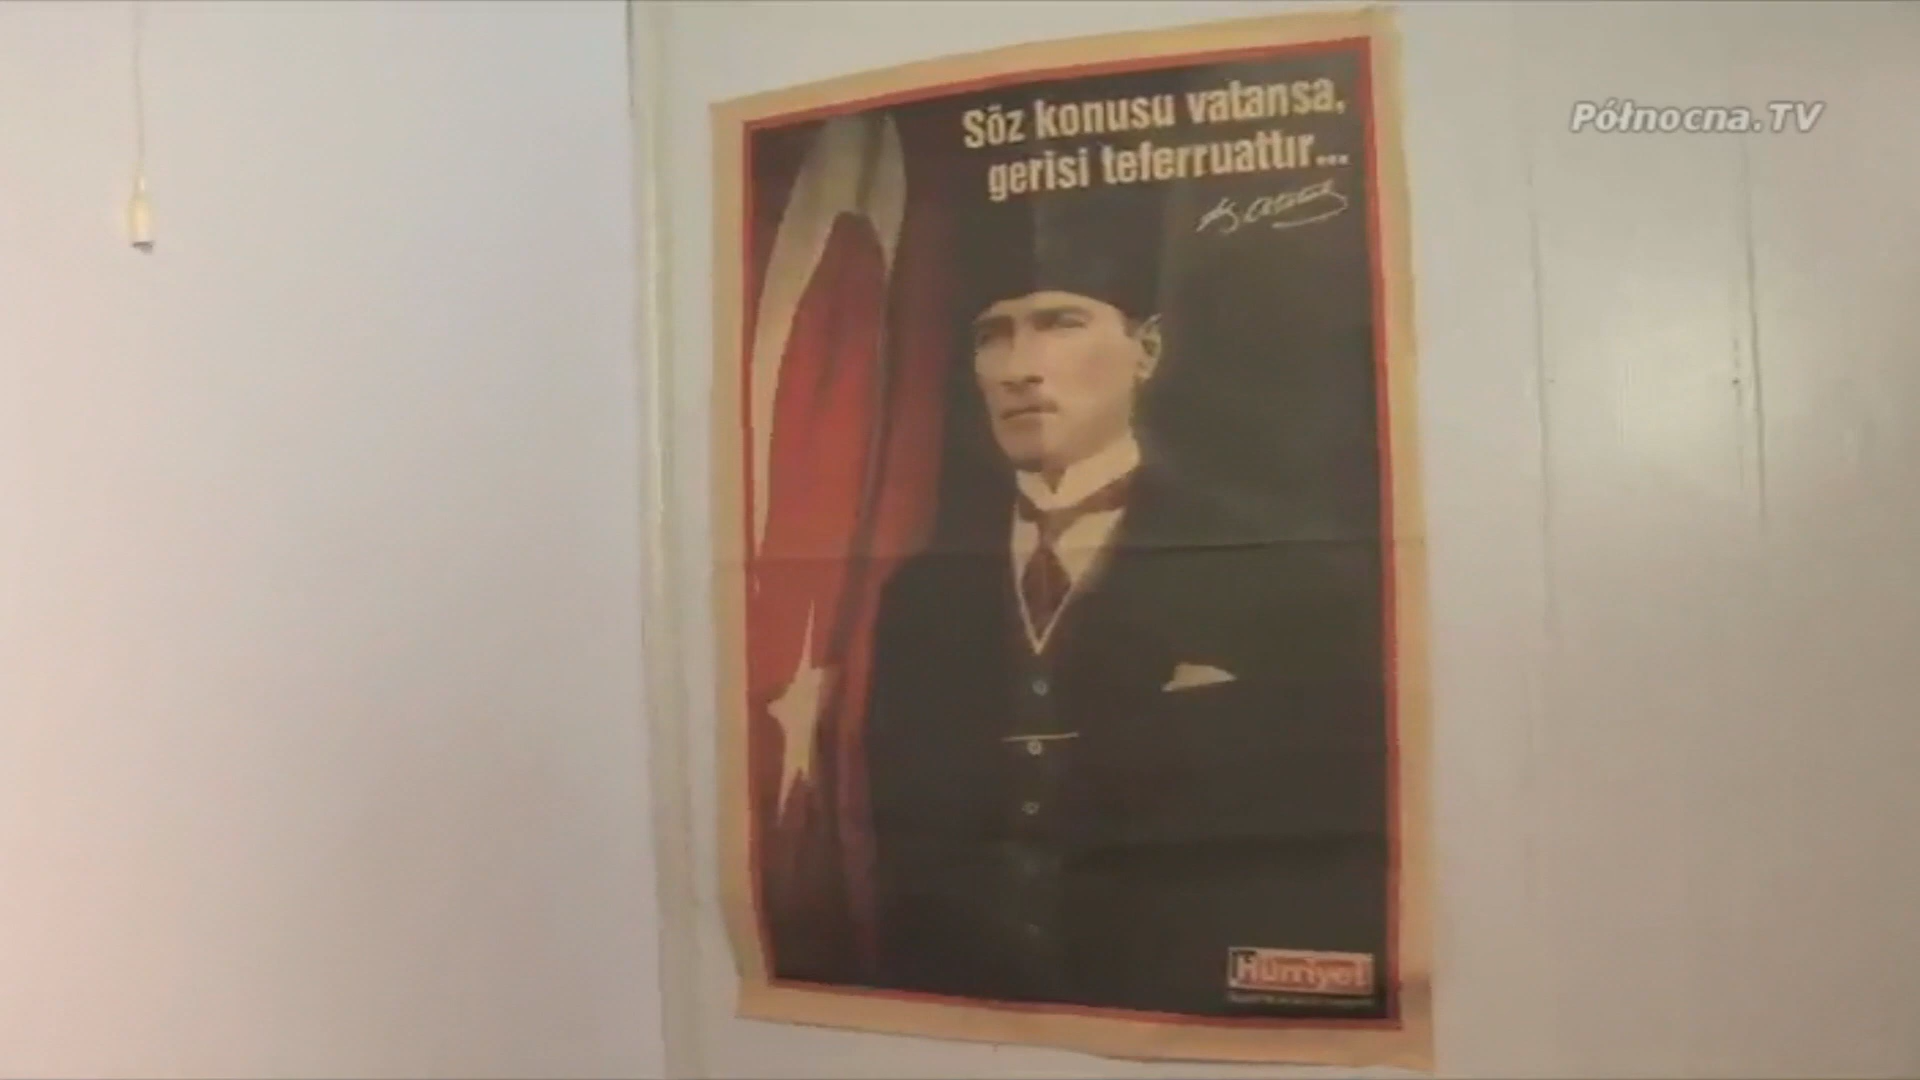 Söz konusu vatansa,
gerisi teferruattır...
Północna.TV
Hürriyet